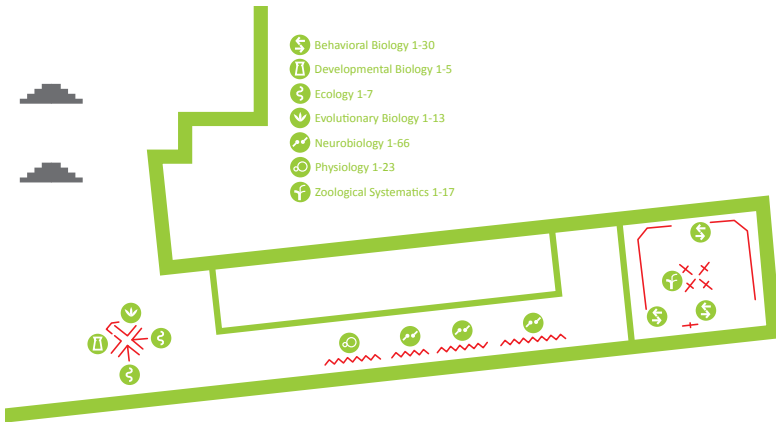 Behavioral Biology 1-30
Developmental Biology 1-5
Ecology 1-7
Evolutionary Biology 1-13
Neurobiology 1-66
Physiology 1-23
Zoological Systematics 1-17